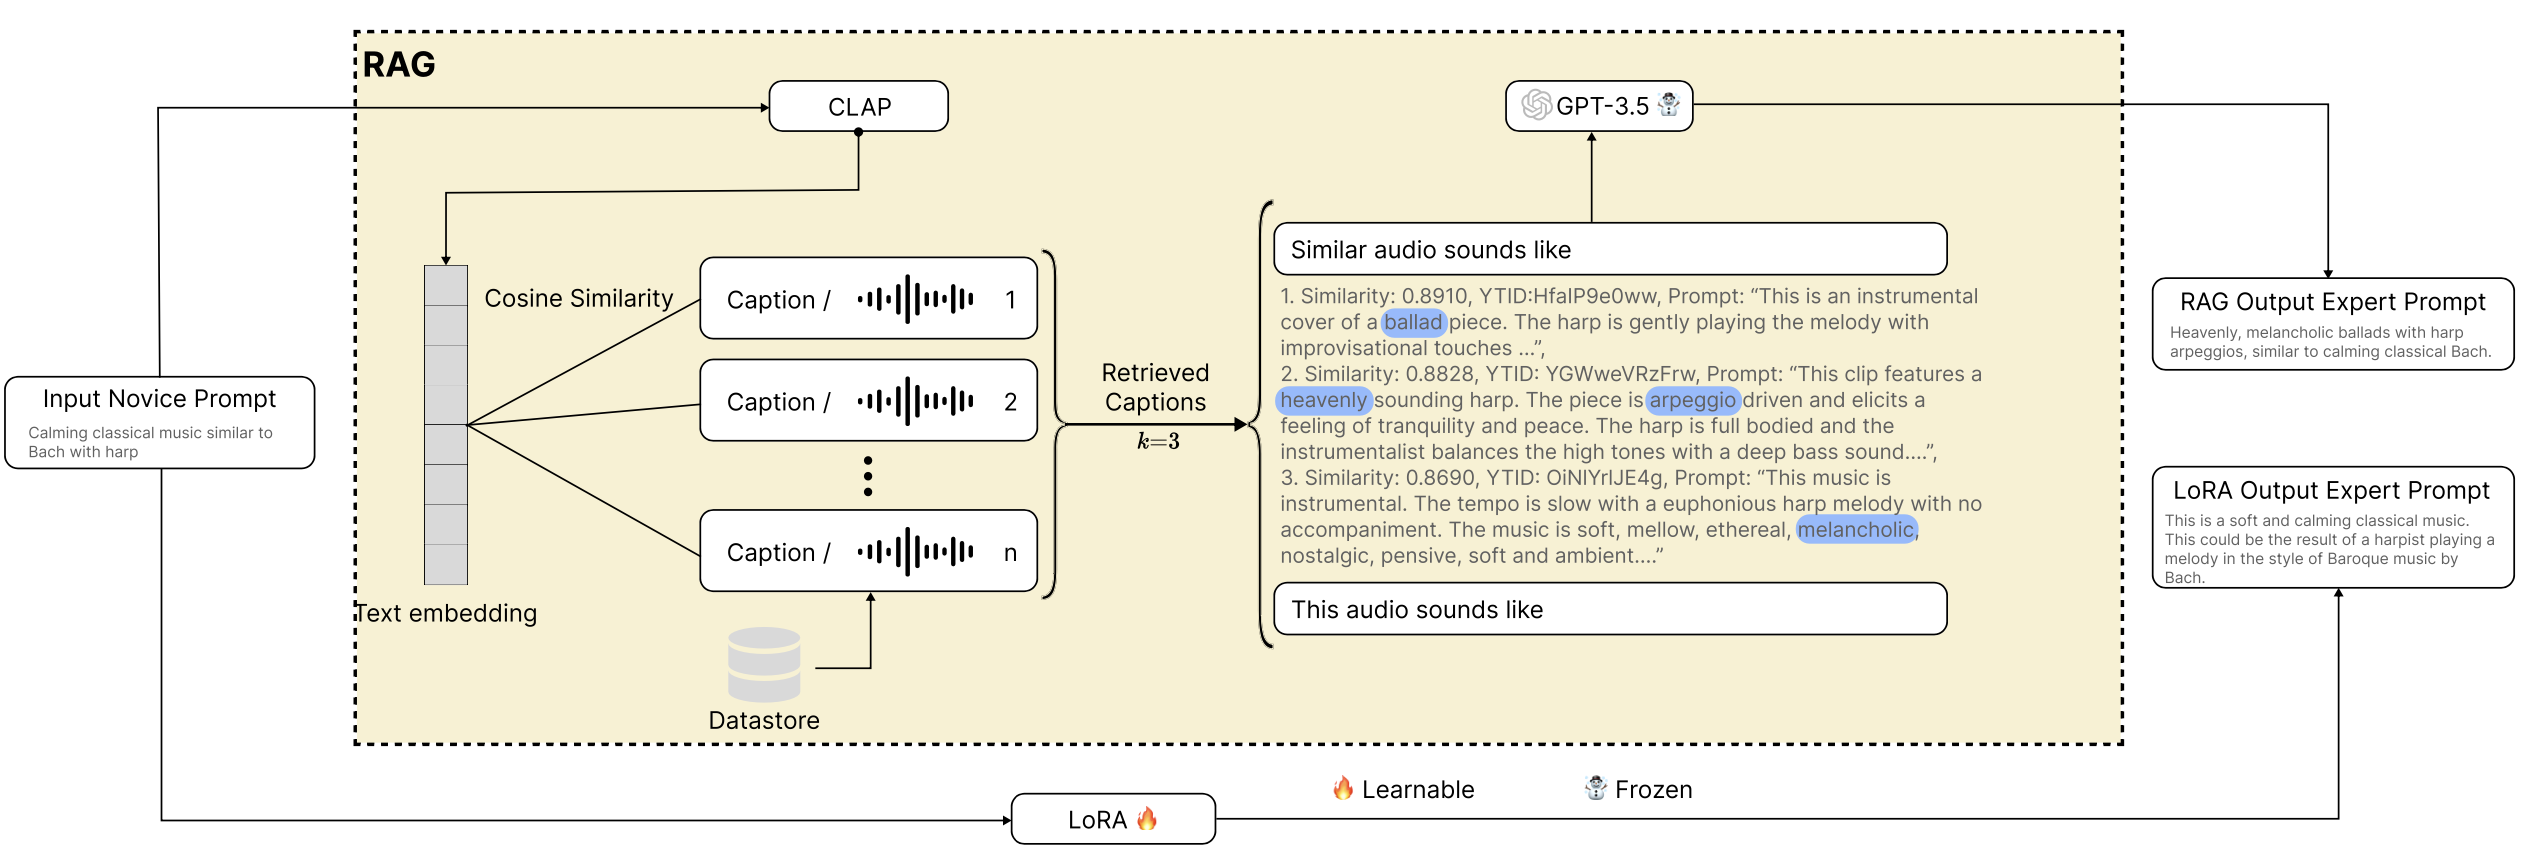 RAG
CLAP
GPT-3.5
Input Novice Prompt
Calming classical music similar to
Bach with harp
Text embedding
Cosine Similarity
Caption / 1
Caption / 2
Caption / n
Datastore
Retrieved
Captions
k=3
Similar audio sounds like
1. Similarity: 0.8910, YTID:HfaIP9e0ww, Prompt: “This is an instrumental
cover of a ballad piece. The harp is gently playing the melody with
improvisational touches ...”,
2. Similarity: 0.8828, YTID: YGWweVRzFrw, Prompt: “This clip features a
heavenly sounding harp. The piece is arpeggio driven and elicits a
feeling of tranquility and peace. The harp is full bodied and the
instrumentalist balances the high tones with a deep bass sound....”,
3. Similarity: 0.8690, YTID: OiNIYrIJE4g, Prompt: “This music is
instrumental. The tempo is slow with a euphonious harp melody with no
accompaniment. The music is soft, mellow, ethereal, melancholic,
nostalgic, pensive, soft and ambient....”
This audio sounds like
RAG Output Expert Prompt
Heavenly, melancholic ballads with harp
arpeggios, similar to calming classical Bach.
LoRA Output Expert Prompt
This is a soft and calming classical music.
This could be the result of a harpist playing a
melody in the style of Baroque music by
Bach.
LoRA
Learnable
Frozen